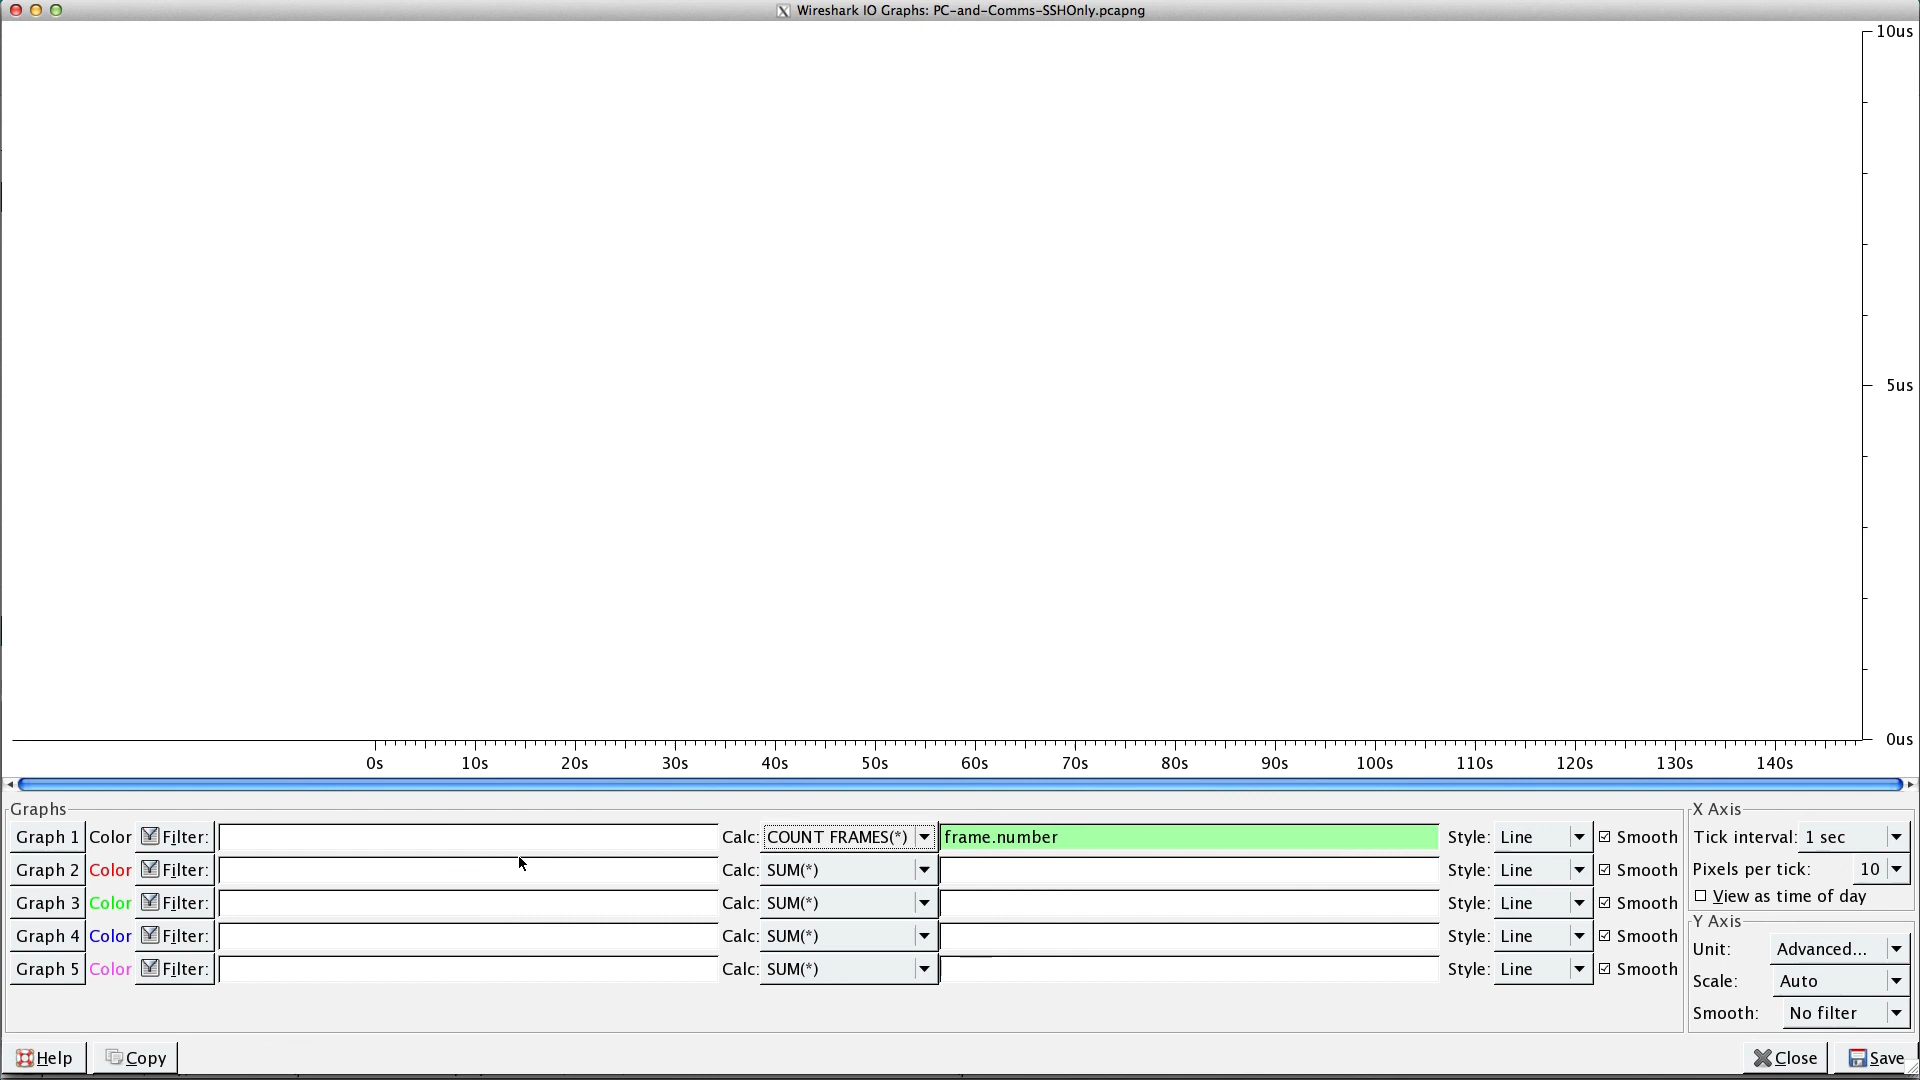 Wireshark IO Graphs: PC-and-Comms-SSHOnly.pcapng
10us
5us
0us
0s 10s 20s 30s 40s 50s 60s 70s 80s 90s 100s 110s 120s 130s 140s
Graphs
Graph 1 Color Filter: Calc: COUNT FRAMES(*) frame.number Style: Line Smooth
Graph 2 Color Filter: Calc: SUM(*) Style: Line Smooth
Graph 3 Color Filter: Calc: SUM(*) Style: Line Smooth
Graph 4 Color Filter: Calc: SUM(*) Style: Line Smooth
Graph 5 Color Filter: Calc: SUM(*) Style: Line Smooth
X Axis
Tick interval: 1 sec
Pixels per tick: 10
View as time of day
Y Axis
Unit: Advanced...
Scale: Auto
Smooth: No filter
Help Copy Close Save